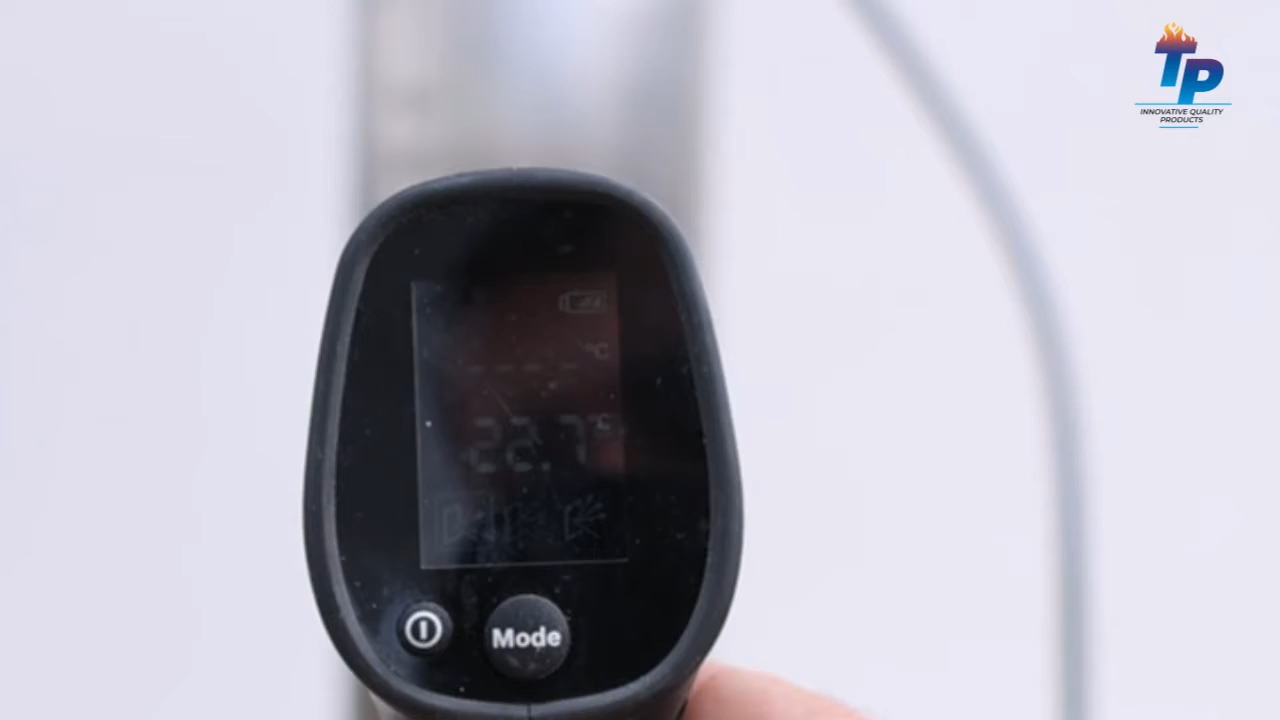 TP
INNOVATIVE QUALITY
PRODUCTS
°C
----
22.7°C
Mode